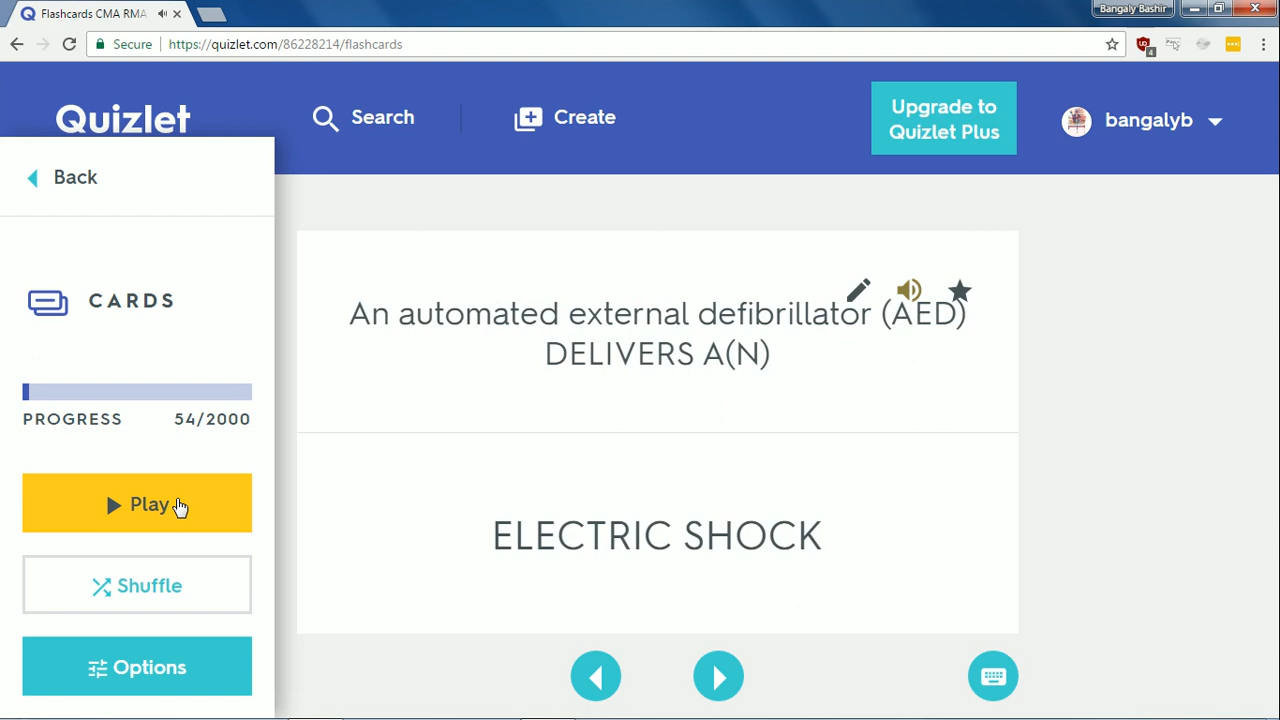 Flashcards CMA RMA
Bangaly Bashir
Secure
https://quizlet.com/86228214/flashcards
4
Quizlet
Search
Create
Upgrade to
Quizlet Plus
bangalyb
Back
CARDS
PROGRESS 54/2000
Play
Shuffle
Options
An automated external defibrillator (AED)
DELIVERS A(N)
ELECTRIC SHOCK